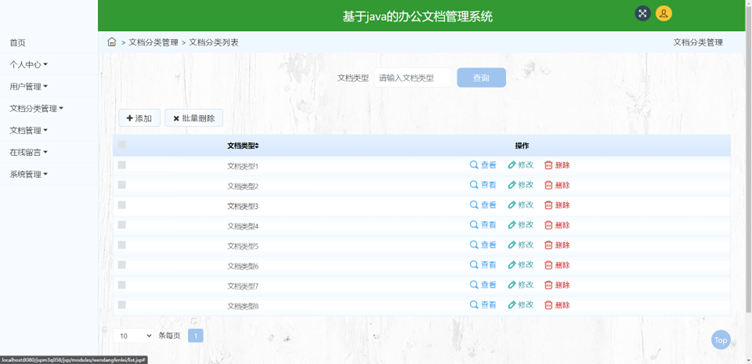 基于java的办公文档管理系统
首页
个人中心
用户管理
文档分类管理
文档管理
在线留言
系统管理
> 文档分类管理 > 文档分类列表
文档分类管理
文档类型 请输入文档类型 查询
添加 批量删除
文档类型 操作
文档类型1 查看 修改 删除
文档类型2 查看 修改 删除
文档类型3 查看 修改 删除
文档类型4 查看 修改 删除
文档类型5 查看 修改 删除
文档类型6 查看 修改 删除
文档类型7 查看 修改 删除
文档类型8 查看 修改 删除
10 条每页 1
Top